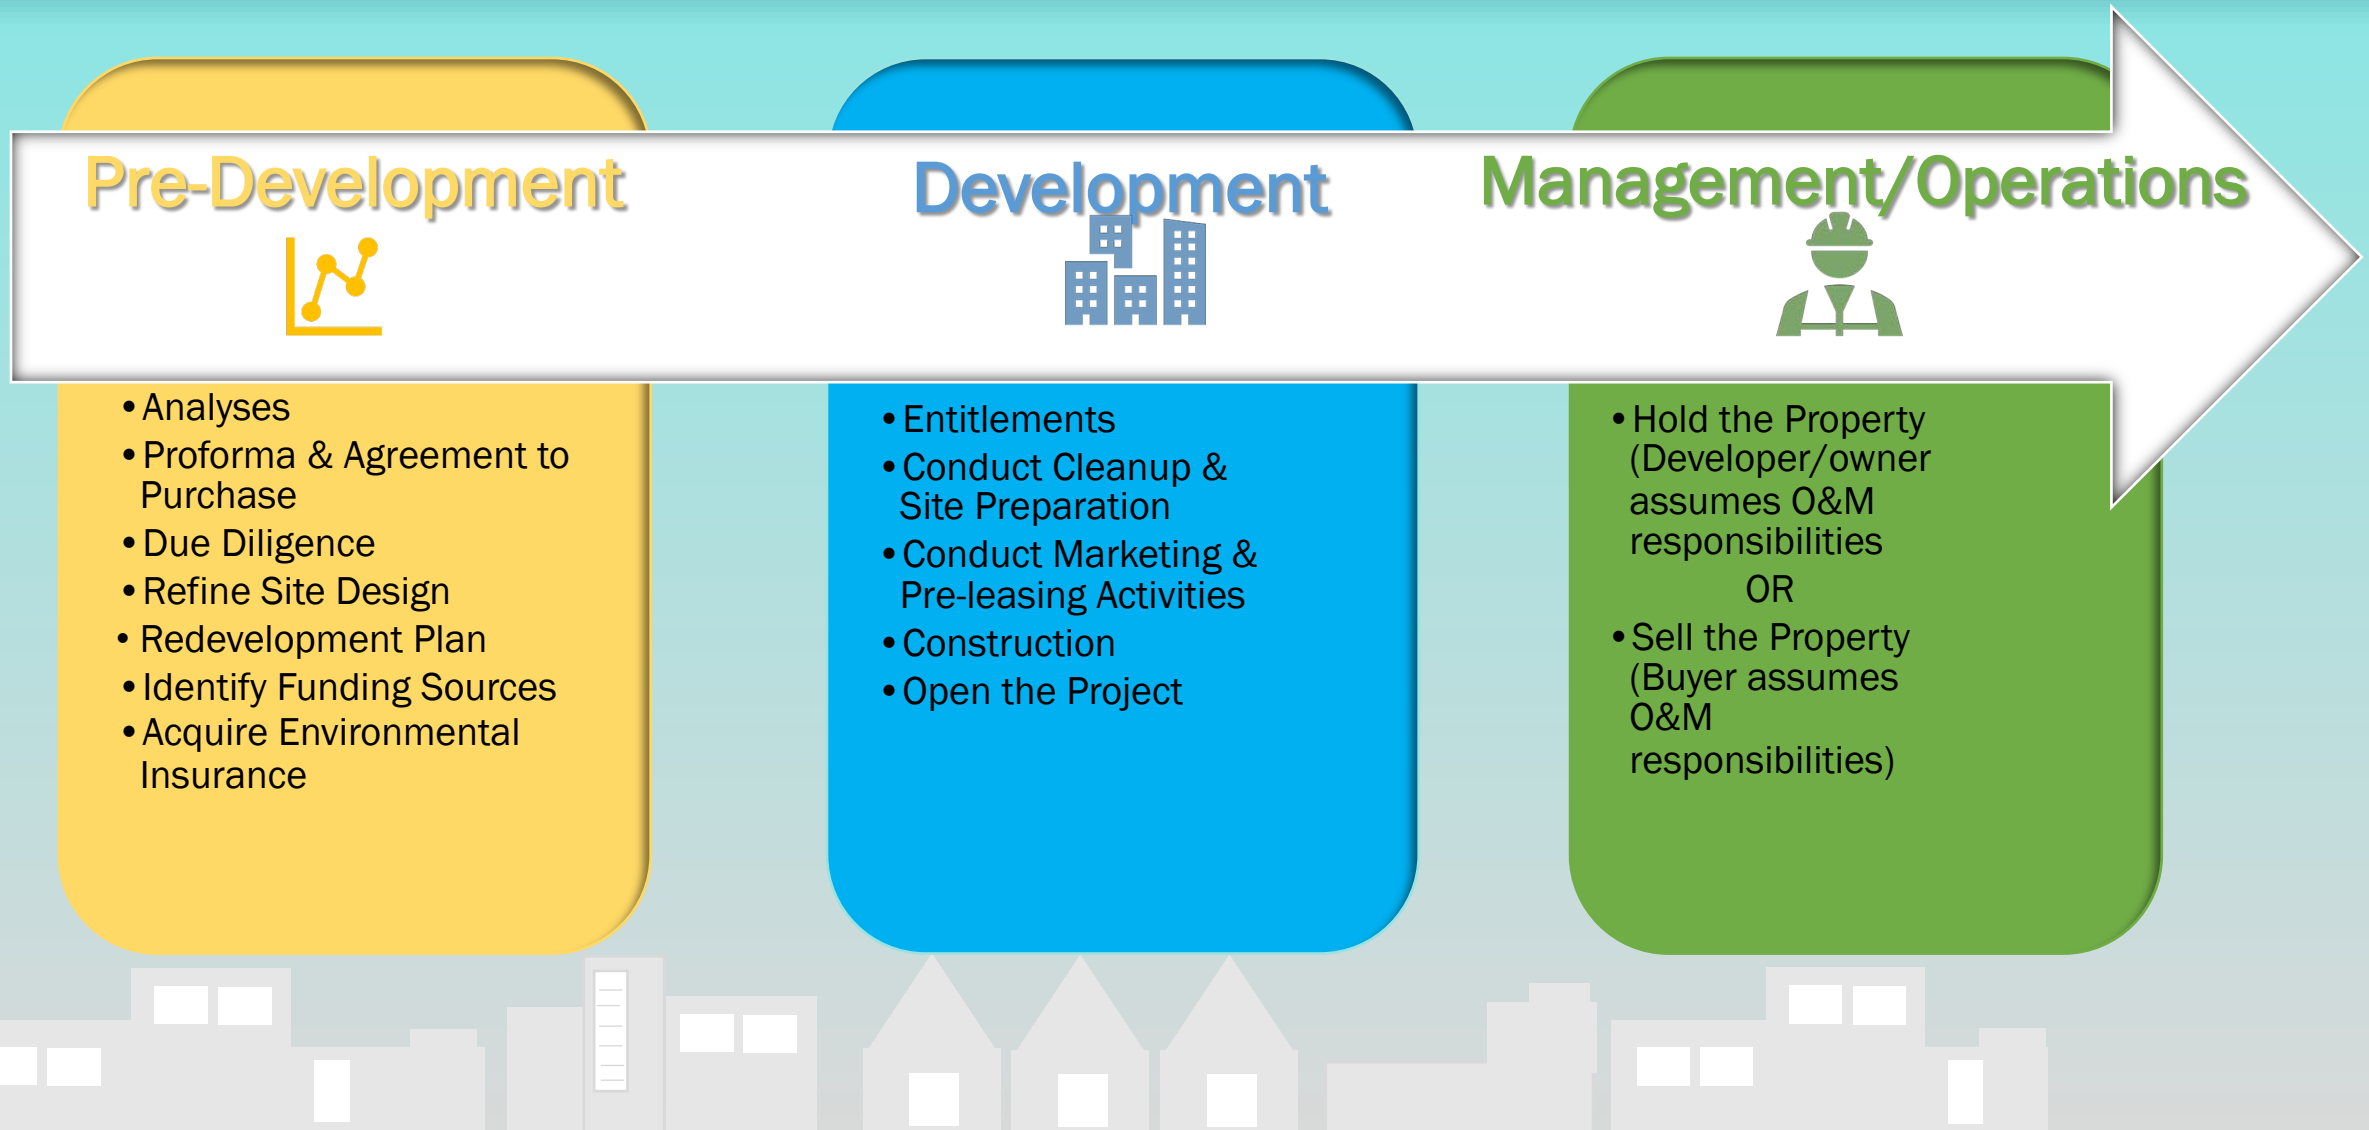 Pre-Development
•Analyses
•Proforma & Agreement to
Purchase
•Due Diligence
•Refine Site Design
• Redevelopment Plan
•Identify Funding Sources
•Acquire Environmental
Insurance
Development
•Entitlements
•Conduct Cleanup &
Site Preparation
•Conduct Marketing &
Pre-leasing Activities
•Construction
•Open the Project
Management/Operations
•Hold the Property
(Developer/owner
assumes O&M
responsibilities
OR
•Sell the Property
(Buyer assumes
O&M
responsibilities)